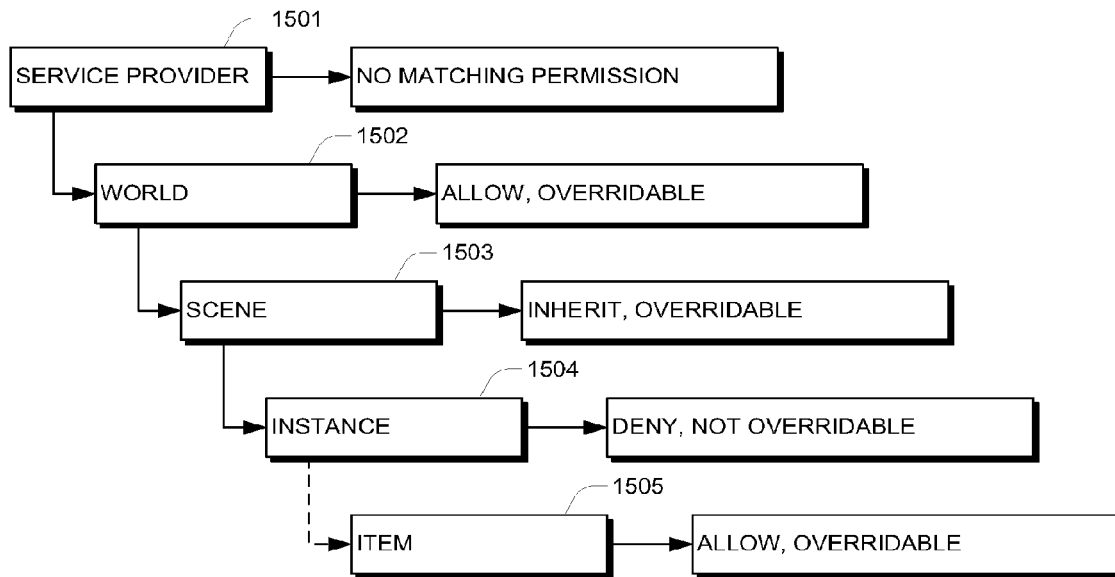 1501
SERVICE PROVIDER
NO MATCHING PERMISSION
1502
WORLD
ALLOW, OVERRIDABLE
1503
SCENE
INHERIT, OVERRIDABLE
1504
INSTANCE
DENY, NOT OVERRIDABLE
1505
ITEM
ALLOW, OVERRIDABLE